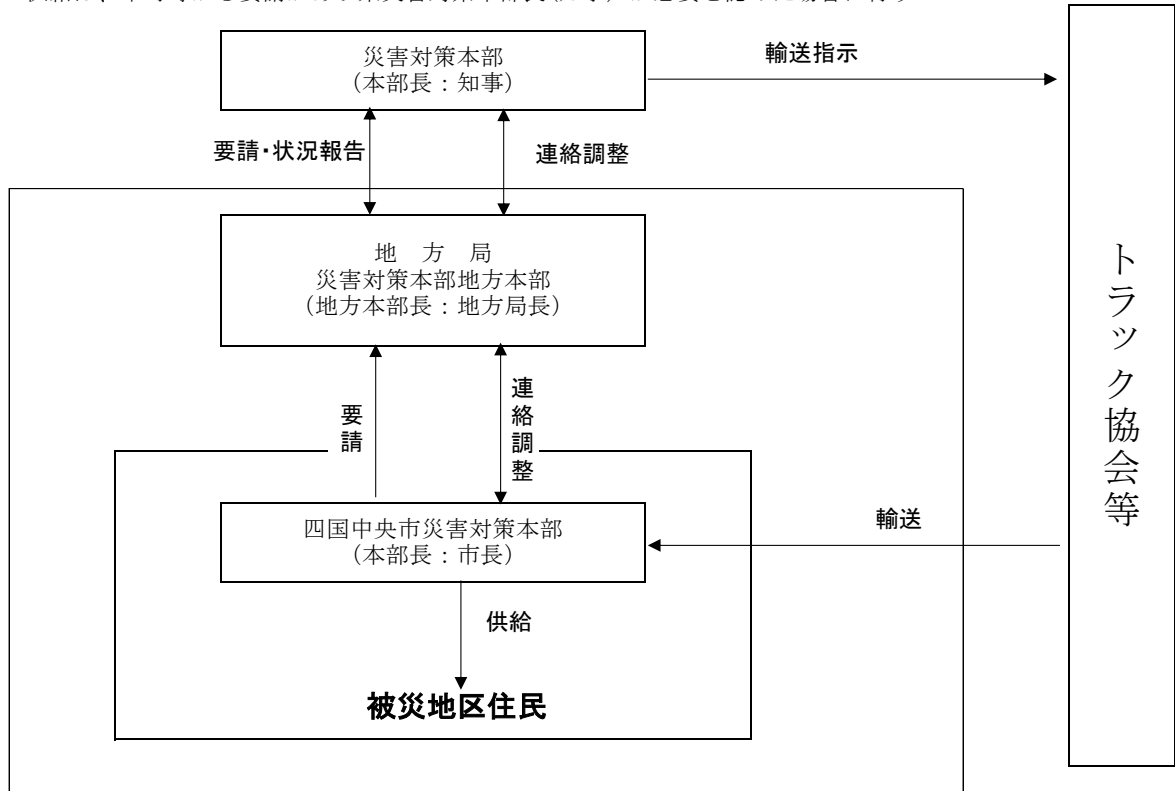 災害対策本部
（本部長：知事）
輸送指示
要請・状況報告
連絡調整
地　方　局
災害対策本部地方本部
（地方本部長：地方局長）
要請
連絡調整
四国中央市災害対策本部
（本部長：市長）
輸送
供給
被災地区住民
トラック協会等